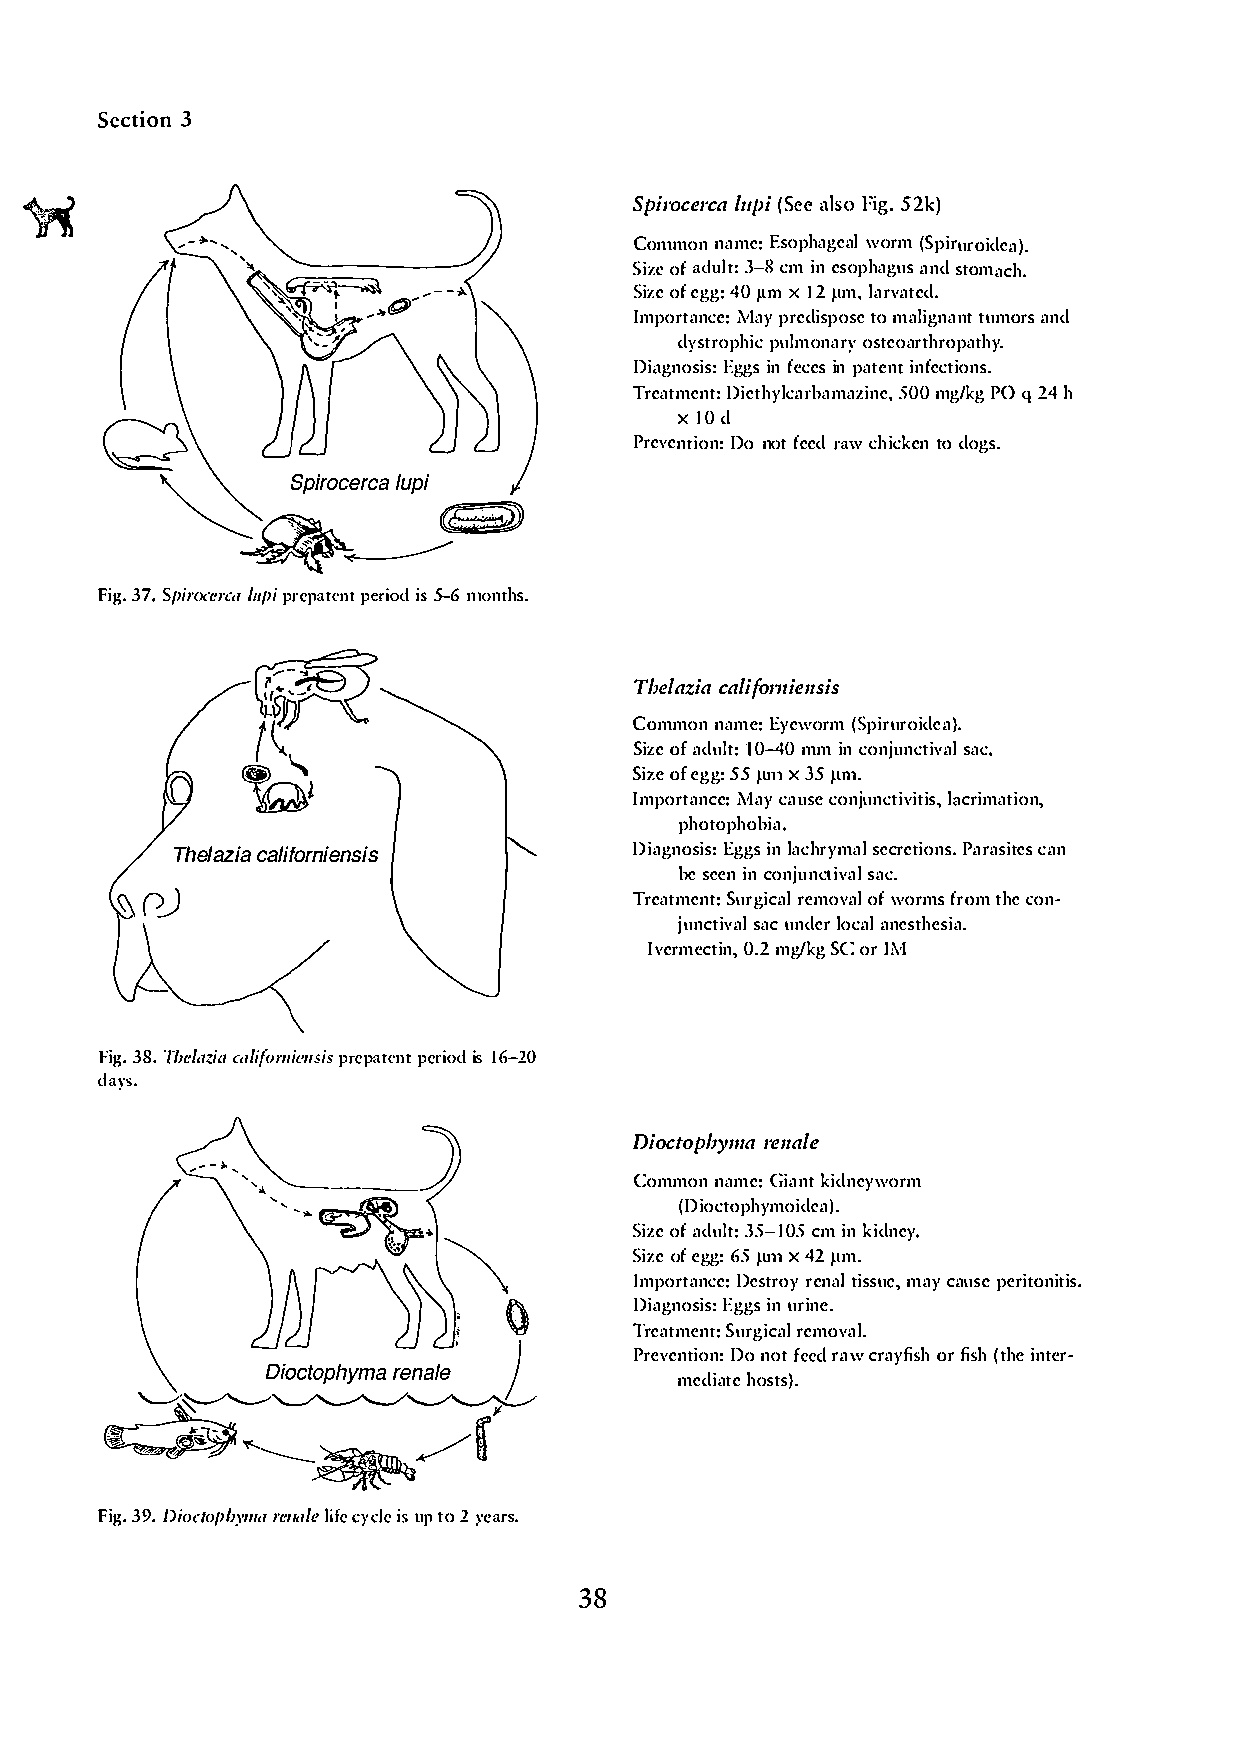 Section 3
Spirocerca lupi
Fig. 37. Spirocerca lupi prepatent period is 5–6 months.
Spirocerca lupi (See also Fig. 52k)
Common name: Esophageal worm (Spiruroidea).
Size of adult: 3–8 cm in esophagus and stomach.
Size of egg: 40 µm × 12 µm, larvated.
Importance: May predispose to malignant tumors and
dystrophic pulmonary osteoarthropathy.
Diagnosis: Eggs in feces in patent infections.
Treatment: Diethylcarbamazine, 500 mg/kg PO q 24 h
× 10 d
Prevention: Do not feed raw chicken to dogs.
Thelazia californiensis
Fig. 38. Thelazia californiensis prepatent period is 16–20
days.
Thelazia californiensis
Common name: Eyeworm (Spiruroidea).
Size of adult: 10–40 mm in conjunctival sac.
Size of egg: 55 µm × 35 µm.
Importance: May cause conjunctivitis, lacrimation,
photophobia.
Diagnosis: Eggs in lachrymal secretions. Parasites can
be seen in conjunctival sac.
Treatment: Surgical removal of worms from the con-
junctival sac under local anesthesia.
Ivermectin, 0.2 mg/kg SC or IM
Dioctophyma renale
Fig. 39. Dioctophyma renale life cycle is up to 2 years.
Dioctophyma renale
Common name: Giant kidneyworm
(Dioctophymoidea).
Size of adult: 35–105 cm in kidney.
Size of egg: 65 µm × 42 µm.
Importance: Destroy renal tissue, may cause peritonitis.
Diagnosis: Eggs in urine.
Treatment: Surgical removal.
Prevention: Do not feed raw crayfish or fish (the inter-
mediate hosts).
38